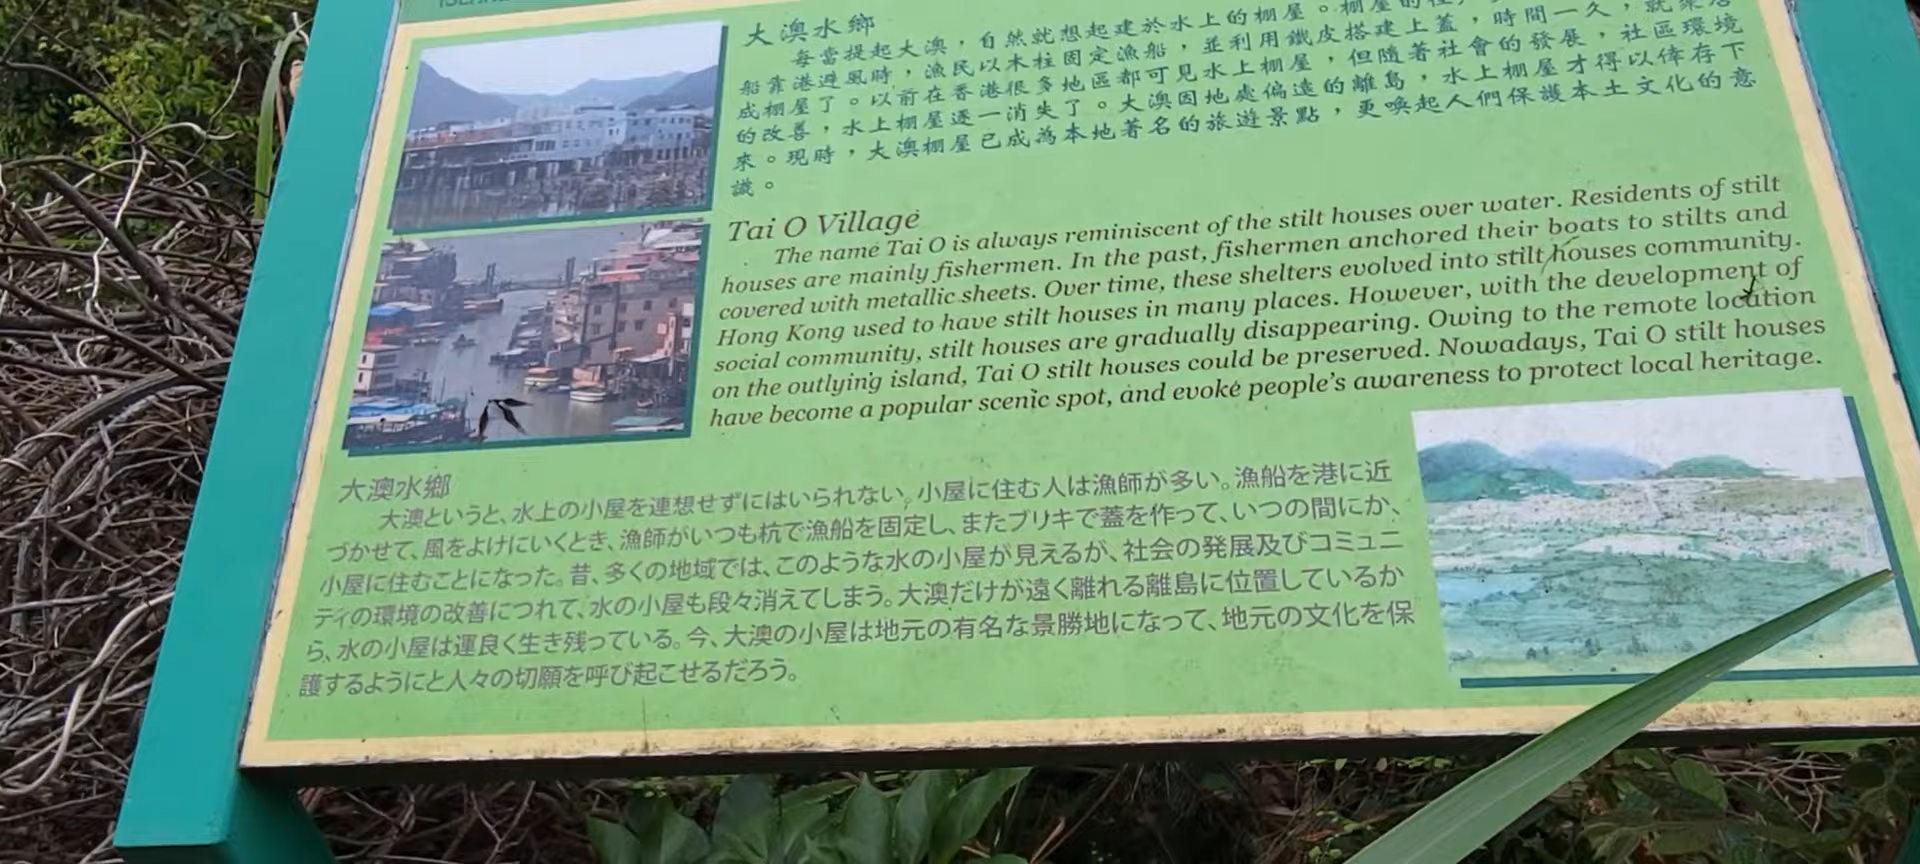 大澳水鄉
每當提起大澳，自然就想起建於水上的棚屋。棚屋的
船靠港避風時，漁民以木柱固定漁船，並利用鐵皮搭建上蓋，時間一久，就
成棚屋了。以前在香港很多地區都可見水上棚屋，但隨著社會的發展，社區環境
的改善，水上棚屋逐一消失了。大澳因地處偏遠的離島，水上棚屋才得以倖存下
來。現時，大澳棚屋已成為本地著名的旅遊景點，更喚起人們保護本土文化的意
識。
Tai O Village
The name Tai O is always reminiscent of the stilt houses over water. Residents of stilt
houses are mainly fishermen. In the past, fishermen anchored their boats to stilts and
covered with metallic sheets. Over time, these shelters evolved into stilt houses community.
Hong Kong used to have stilt houses in many places. However, with the development of
social community, stilt houses are gradually disappearing. Owing to the remote location
on the outlying island, Tai O stilt houses could be preserved. Nowadays, Tai O stilt houses
have become a popular scenic spot, and evoke people's awareness to protect local heritage.
大澳水鄉
大澳というと、水上の小屋を連想せずにはいられない。小屋に住む人は漁師が多い。漁船を港に近
づかせて、風をよけにいくとき、漁師がいつも杭で漁船を固定し、またブリキで蓋を作って、いつの間にか、
小屋に住むことになった。昔、多くの地域では、このような水の小屋が見えるが、社会の発展及びコミュニ
ティの環境の改善につれて、水の小屋も段々消えてしまう。大澳だけが遠く離れる離島に位置しているか
ら、水の小屋は運良く生き残っている。今、大澳の小屋は地元の有名な景勝地になって、地元の文化を保
護するようにと人々の切願を呼び起こせるだろう。